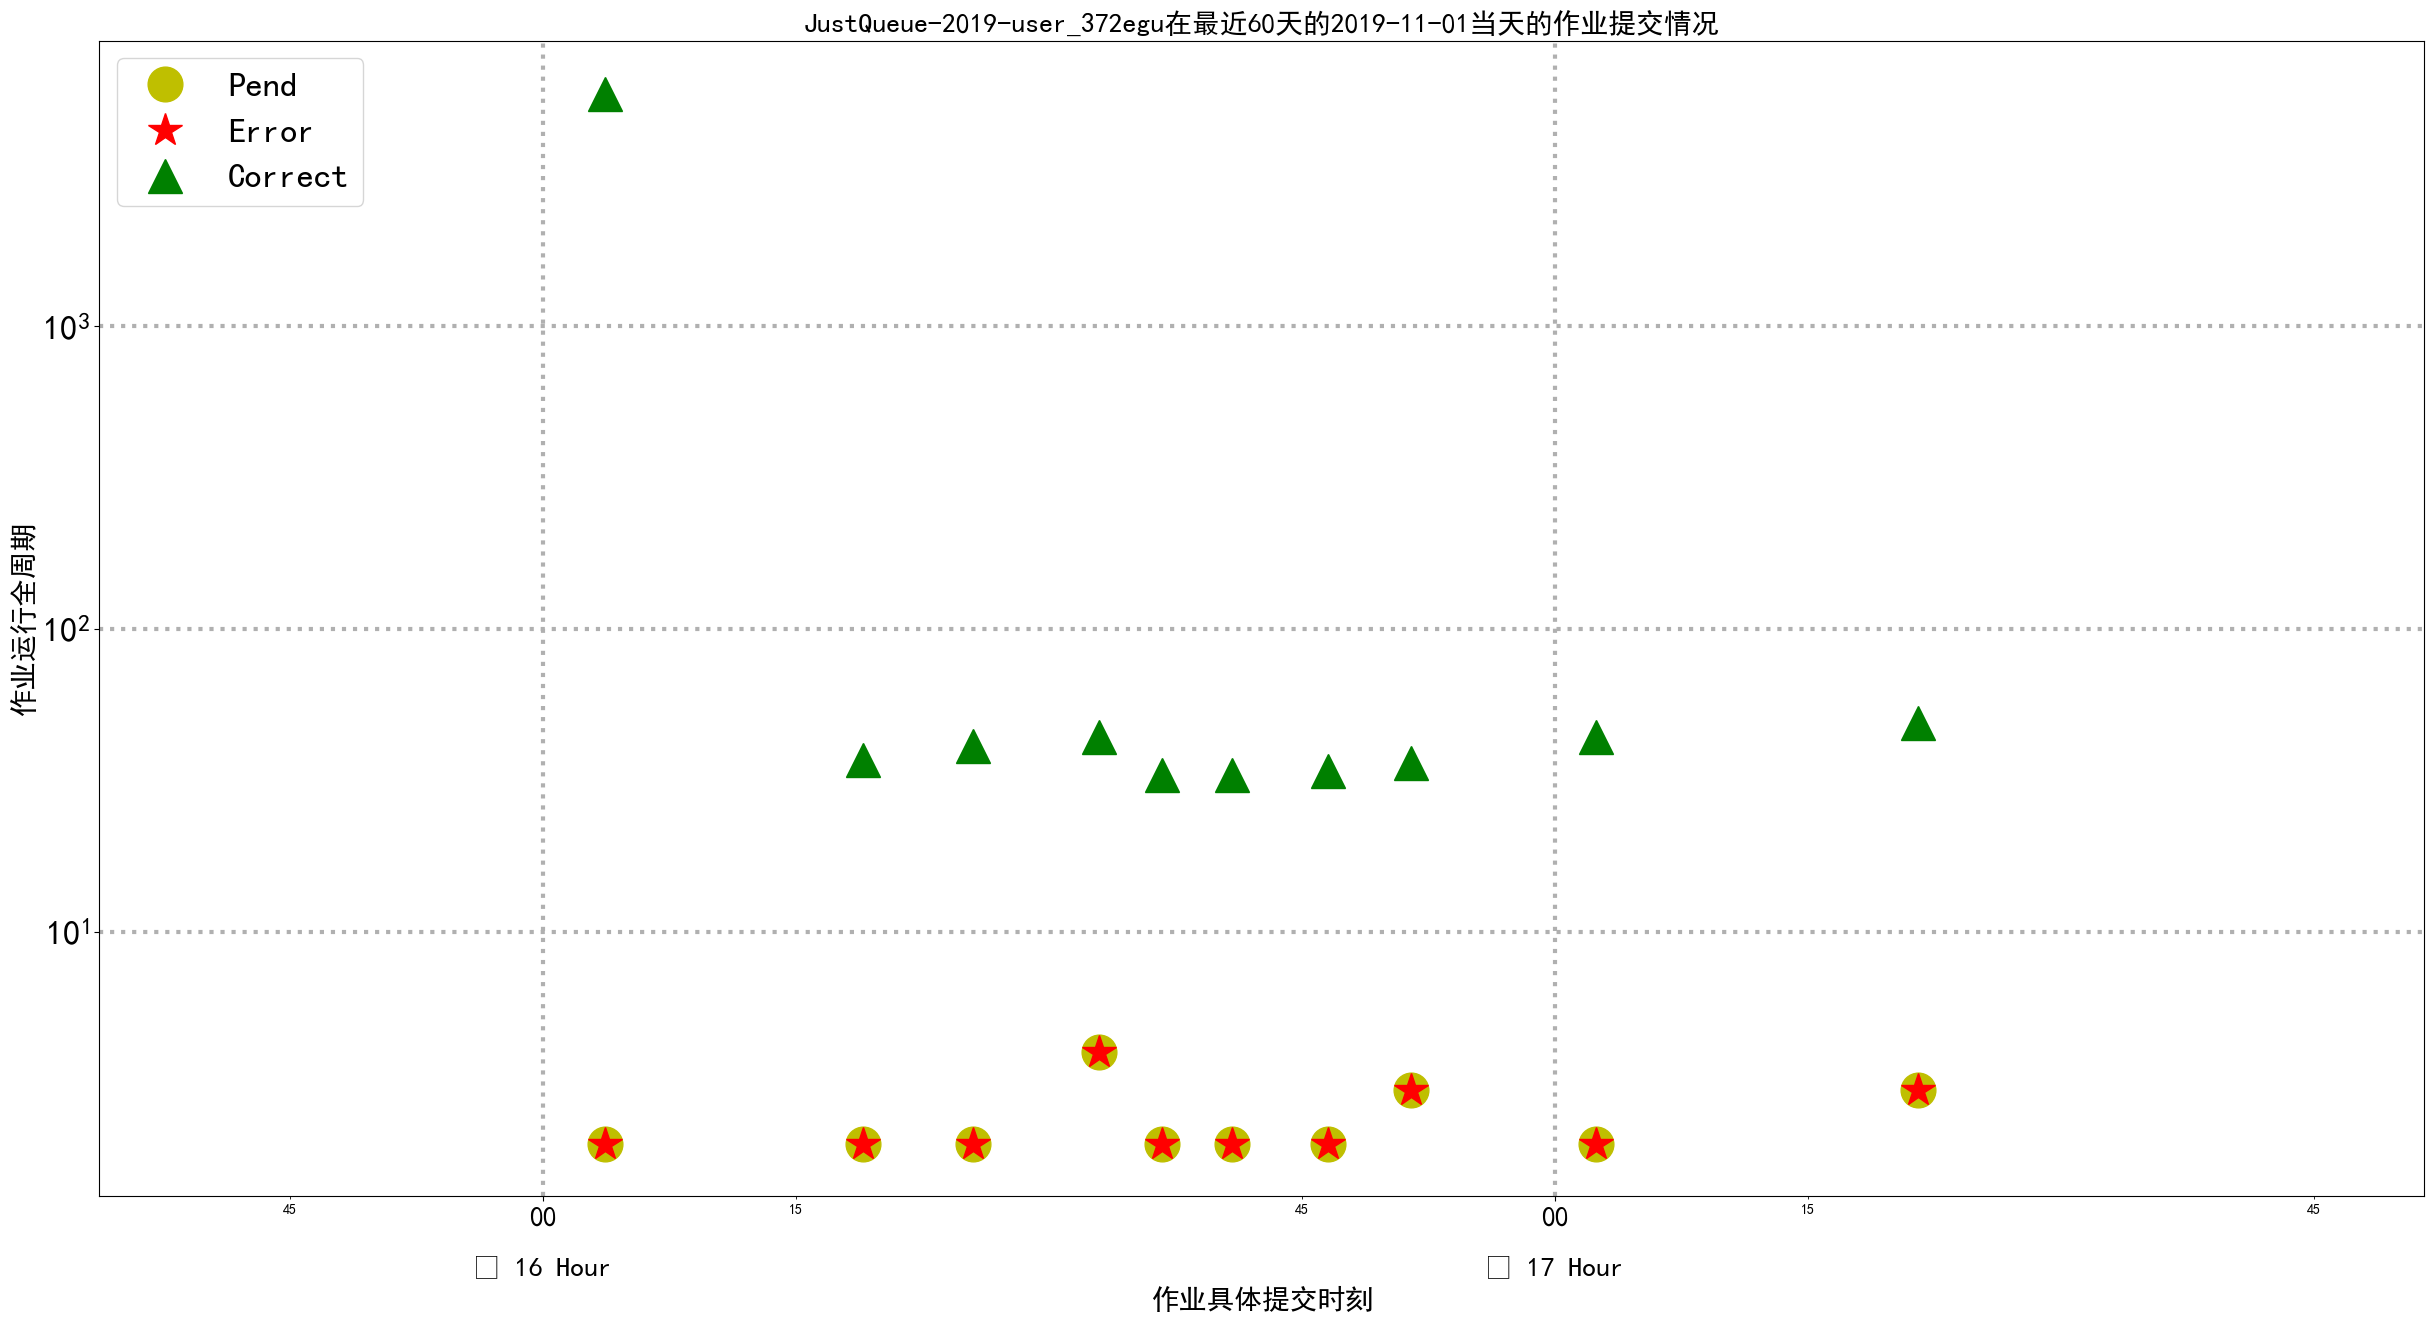 JustQueue-2019-user_372egu在最近60天的2019-11-01当天的作业提交情况
Pend
Error
Correct
10³
10²
10¹
作业运行全周期
45 00 15 45 00 15 45
□ 16 Hour □ 17 Hour
作业具体提交时刻